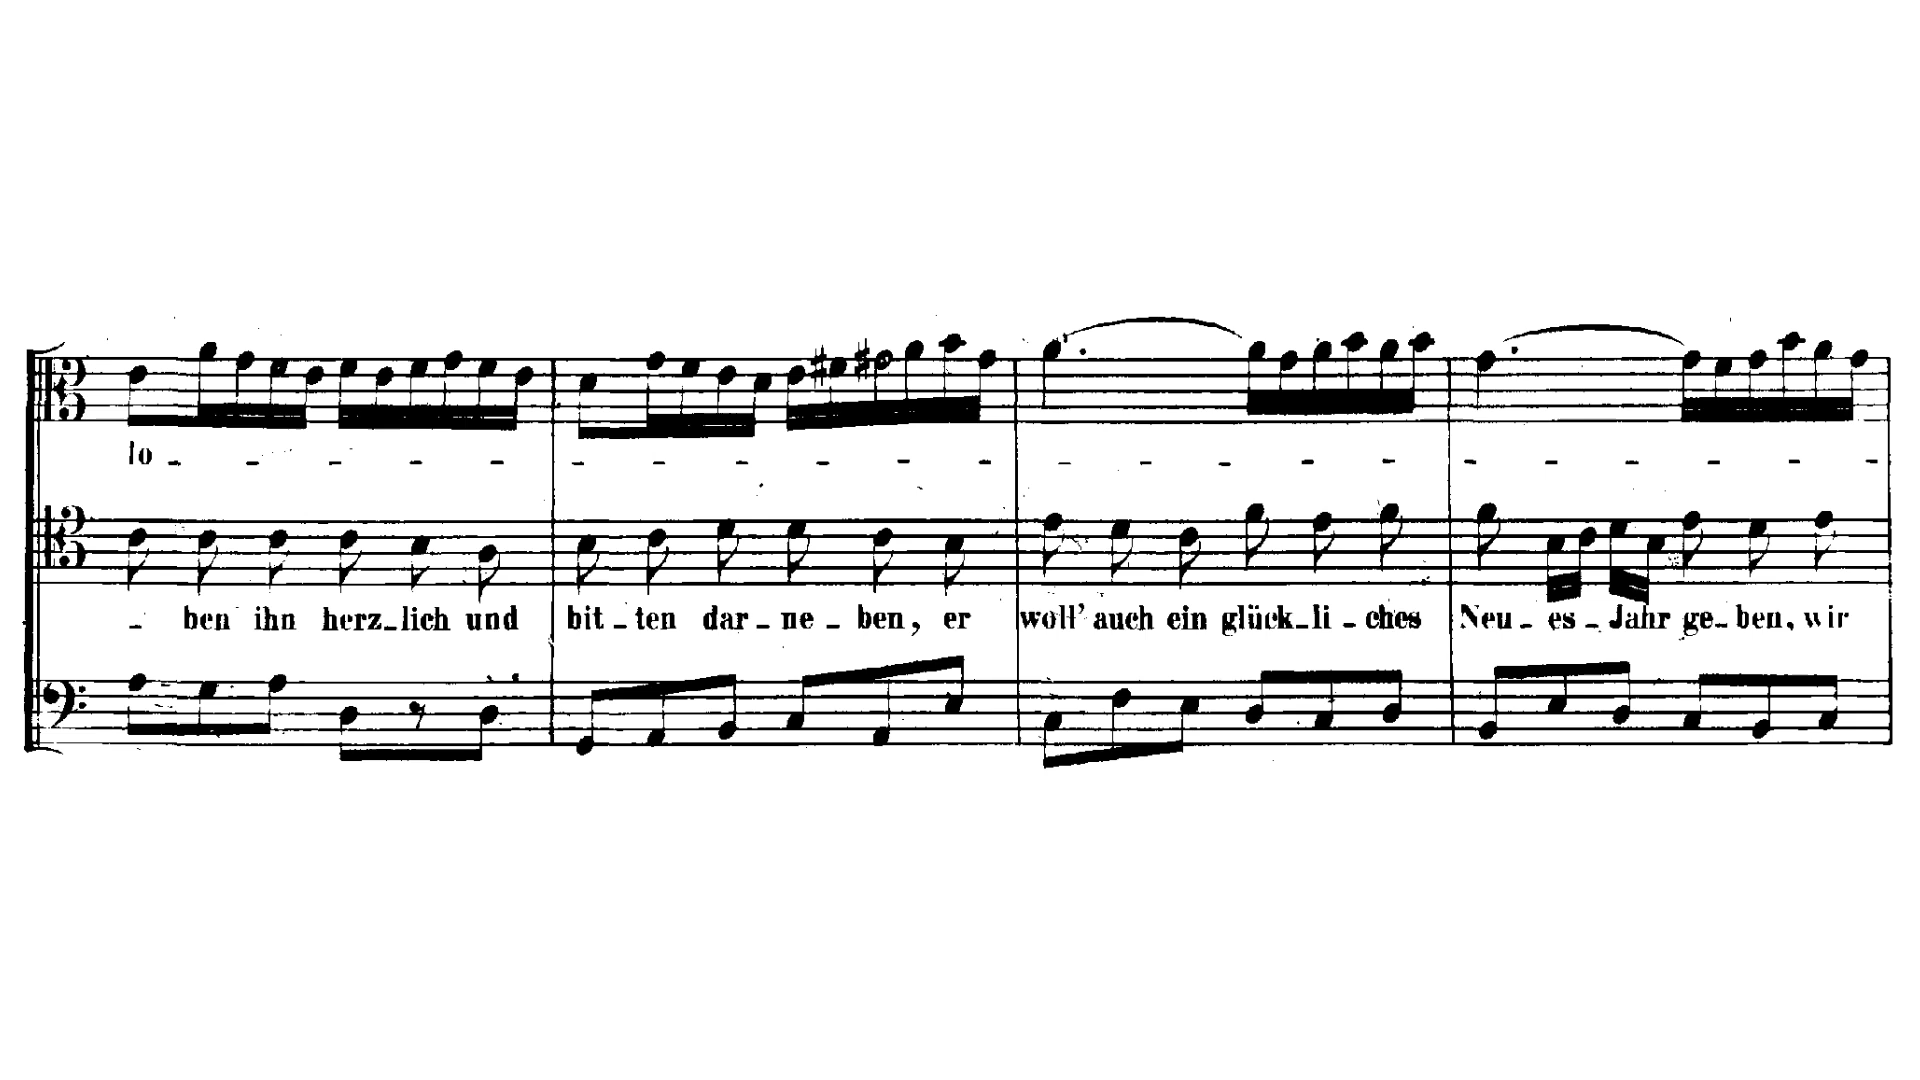 lo - - - - - - - - - - - - - - - - - - - - - -
- ben ihn herz-lich und bit-ten dar-ne-ben, er woll' auch ein glück-li-ches Neu-es-Jahr ge-ben, wir